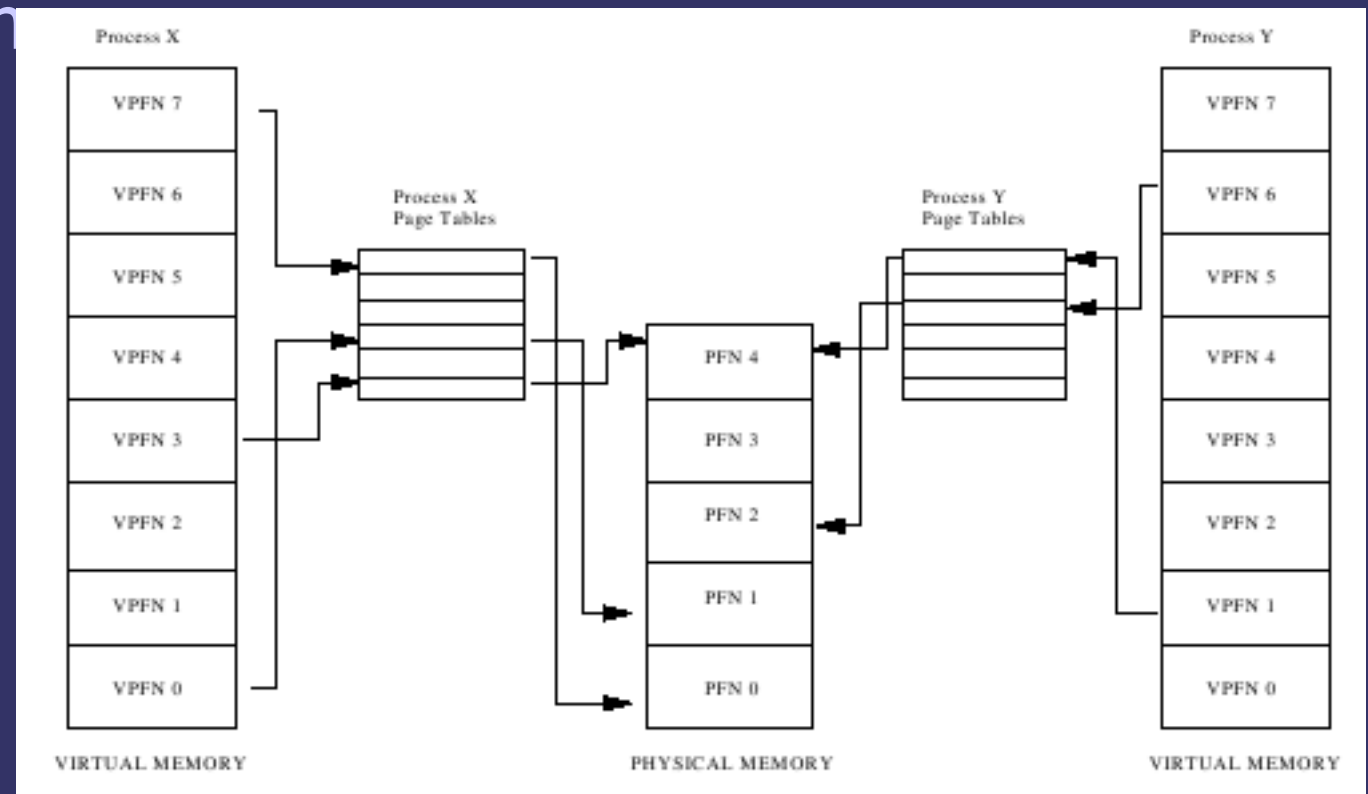 Process X
VPFN 7
VPFN 6
VPFN 5
VPFN 4
VPFN 3
VPFN 2
VPFN 1
VPFN 0
VIRTUAL MEMORY
Process X
Page Tables
PFN 4
PFN 3
PFN 2
PFN 1
PFN 0
PHYSICAL MEMORY
Process Y
Page Tables
Process Y
VPFN 7
VPFN 6
VPFN 5
VPFN 4
VPFN 3
VPFN 2
VPFN 1
VPFN 0
VIRTUAL MEMORY